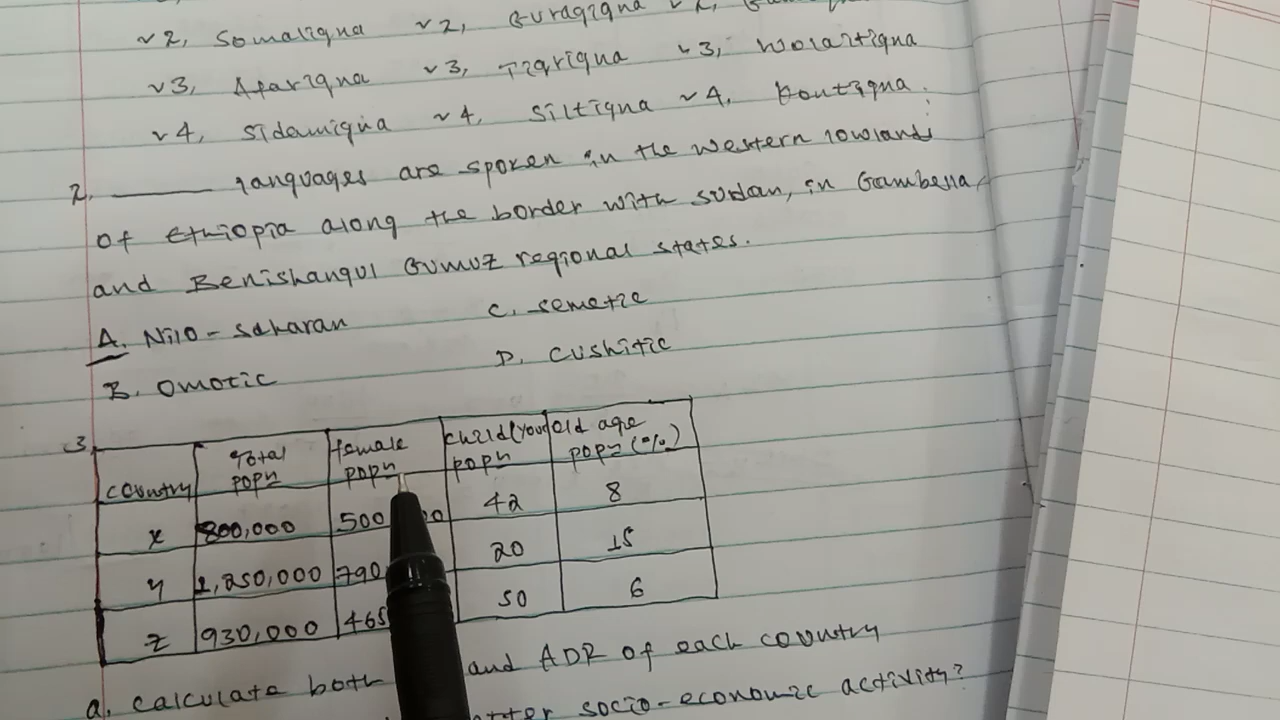 v2, Somaligna v2, Guragigna v2,
v3, Afarigna v3, Tigrigna v3, Wolaitigna
v4, Sidamigna v4, Siltigna v4,
2. ______ languages are spoken in the western lowlands
of Ethiopia along the border with Sudan, in Gambella,
and Benishangul Gumuz regional states.
A. Nilo-Saharan C. Semetic
B. Omotic D. Cushitic
3.
Country Total popn female popn child (you popn old age popn (%)
X 800,000 500 42 8
Y 1,250,000 790 20 15
Z 930,000 465 50 6
a. calculate both and ADR of each country
socio-economic activity?